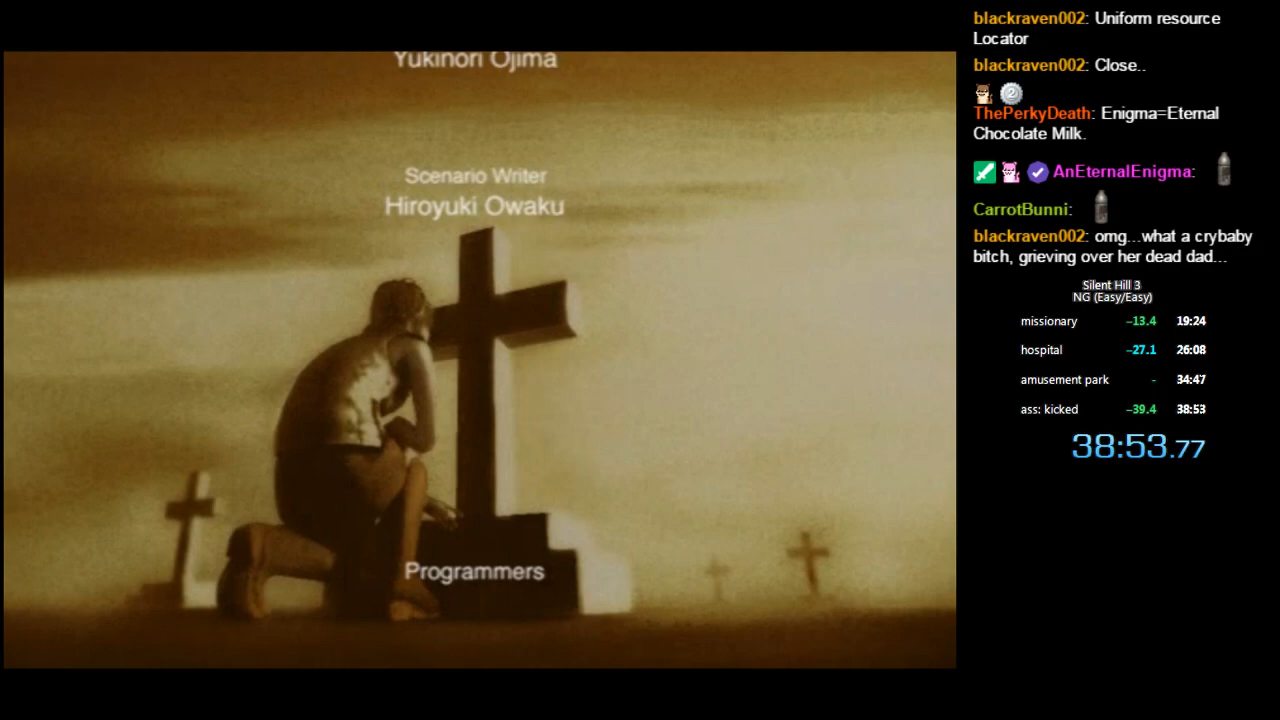 Yukinori Ojima
Scenario Writer
Hiroyuki Owaku
Programmers
blackraven002: Uniform resource
Locator
blackraven002: Close..
2
ThePerkyDeath: Enigma=Eternal
Chocolate Milk.
AnEternalEnigma:
CarrotBunni:
blackraven002: omg...what a crybaby
bitch, grieving over her dead dad...
Silent Hill 3
NG (Easy/Easy)
missionary −13.4 19:24
hospital −27.1 26:08
amusement park - 34:47
ass: kicked −39.4 38:53
38:53.77